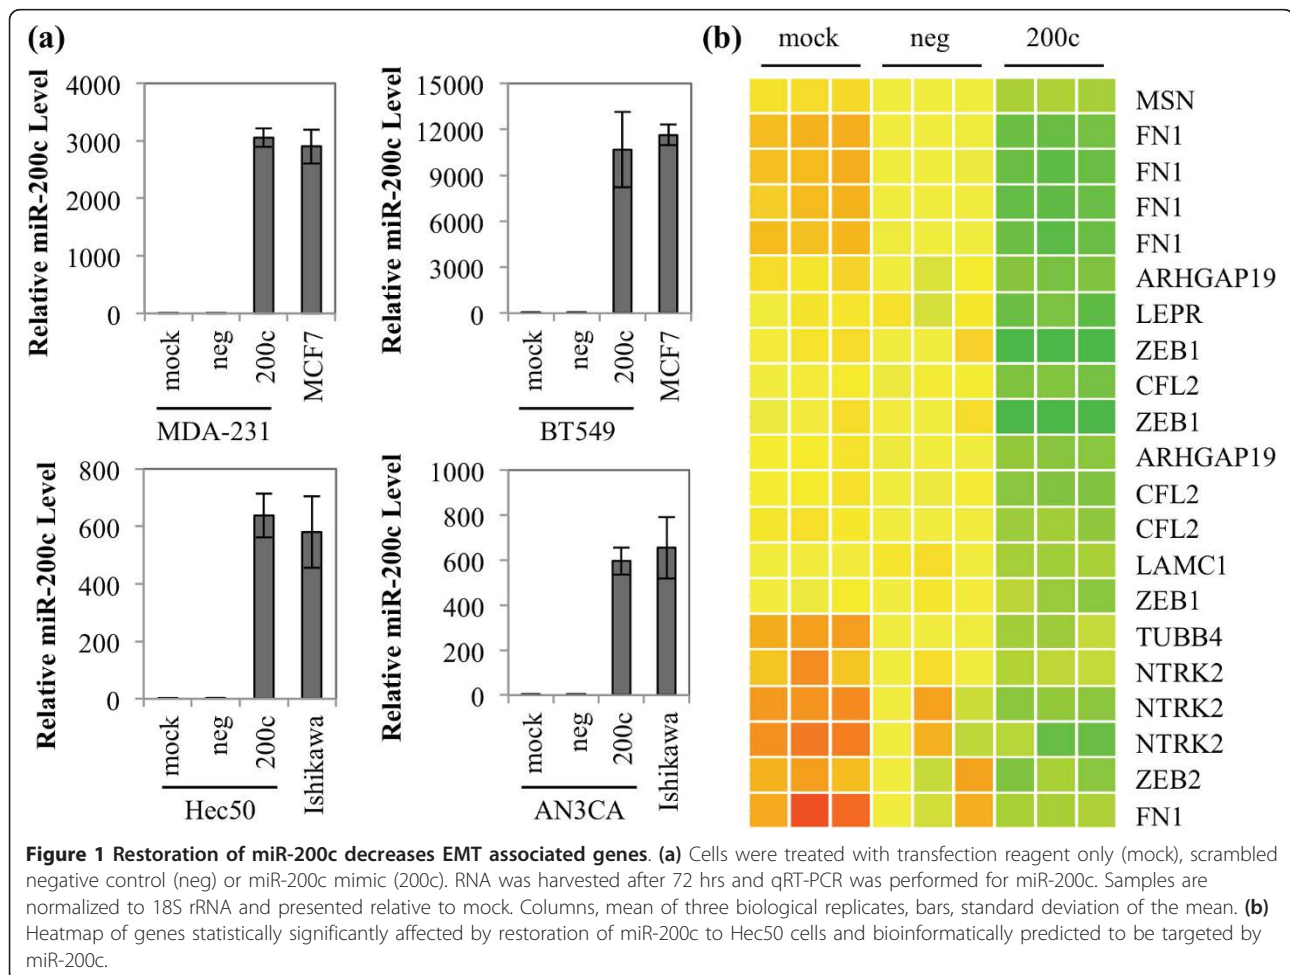 (a)
Relative miR-200c Level
4000
3000
2000
1000
0
mock
neg
200c
MCF7
MDA-231
Relative miR-200c Level
15000
12000
9000
6000
3000
0
mock
neg
200c
MCF7
BT549
Relative miR-200c Level
800
600
400
200
0
mock
neg
200c
Ishikawa
Hec50
Relative miR-200c Level
1000
800
600
400
200
0
mock
neg
200c
Ishikawa
AN3CA
(b)
mock neg 200c
MSN
FN1
FN1
FN1
FN1
ARHGAP19
LEPR
ZEB1
CFL2
ZEB1
ARHGAP19
CFL2
CFL2
LAMC1
ZEB1
TUBB4
NTRK2
NTRK2
NTRK2
ZEB2
FN1
Figure 1 Restoration of miR-200c decreases EMT associated genes. (a) Cells were treated with transfection reagent only (mock), scrambled
negative control (neg) or miR-200c mimic (200c). RNA was harvested after 72 hrs and qRT-PCR was performed for miR-200c. Samples are
normalized to 18S rRNA and presented relative to mock. Columns, mean of three biological replicates, bars, standard deviation of the mean. (b)
Heatmap of genes statistically significantly affected by restoration of miR-200c to Hec50 cells and bioinformatically predicted to be targeted by
miR-200c.